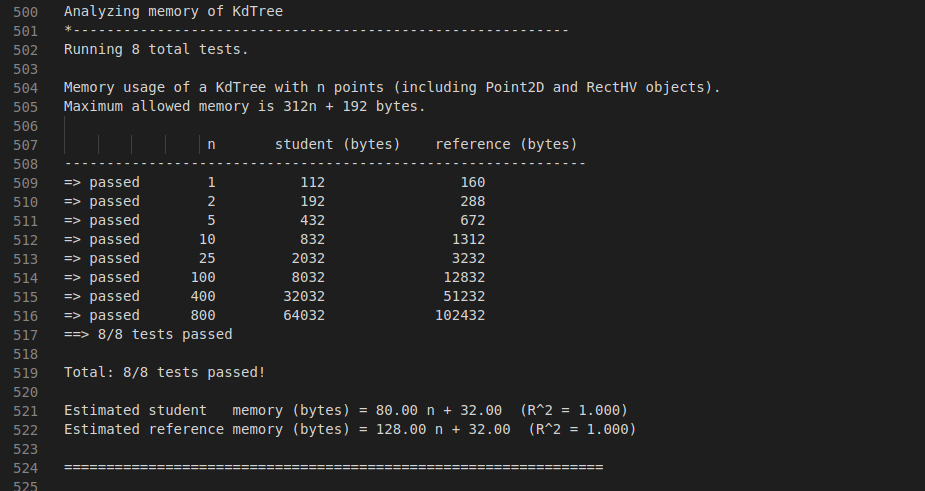 500 Analyzing memory of KdTree
501 *-----------------------------------------------------------
502 Running 8 total tests.
503
504 Memory usage of a KdTree with n points (including Point2D and RectHV objects).
505 Maximum allowed memory is 312n + 192 bytes.
506
507                  n       student (bytes)    reference (bytes)
508 --------------------------------------------------------------
509 => passed        1          112                160
510 => passed        2          192                288
511 => passed        5          432                672
512 => passed       10          832               1312
513 => passed       25         2032               3232
514 => passed      100         8032              12832
515 => passed      400        32032              51232
516 => passed      800        64032             102432
517 ==> 8/8 tests passed
518
519 Total: 8/8 tests passed!
520
521 Estimated student   memory (bytes) = 80.00 n + 32.00  (R^2 = 1.000)
522 Estimated reference memory (bytes) = 128.00 n + 32.00  (R^2 = 1.000)
523
524 ================================================================
525